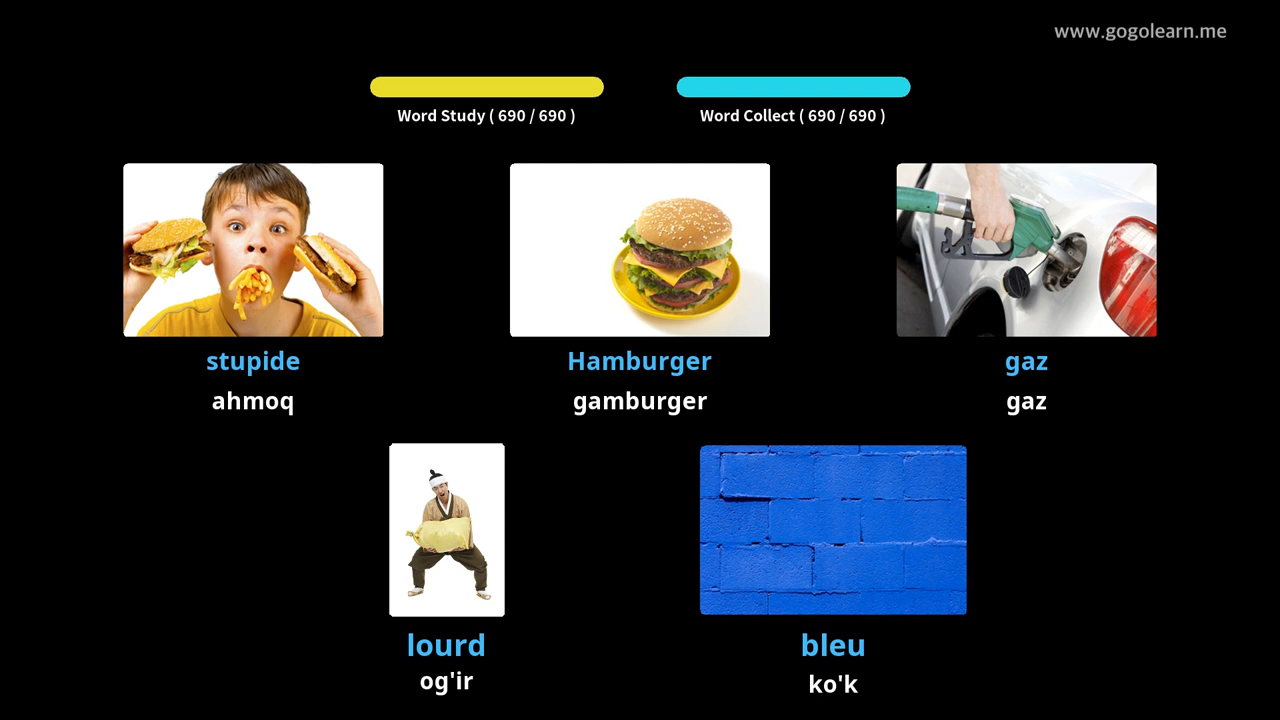 www.gogolearn.me
Word Study ( 690 / 690 )
Word Collect ( 690 / 690 )
stupide
ahmoq
Hamburger
gamburger
gaz
gaz
lourd
og'ir
bleu
ko'k